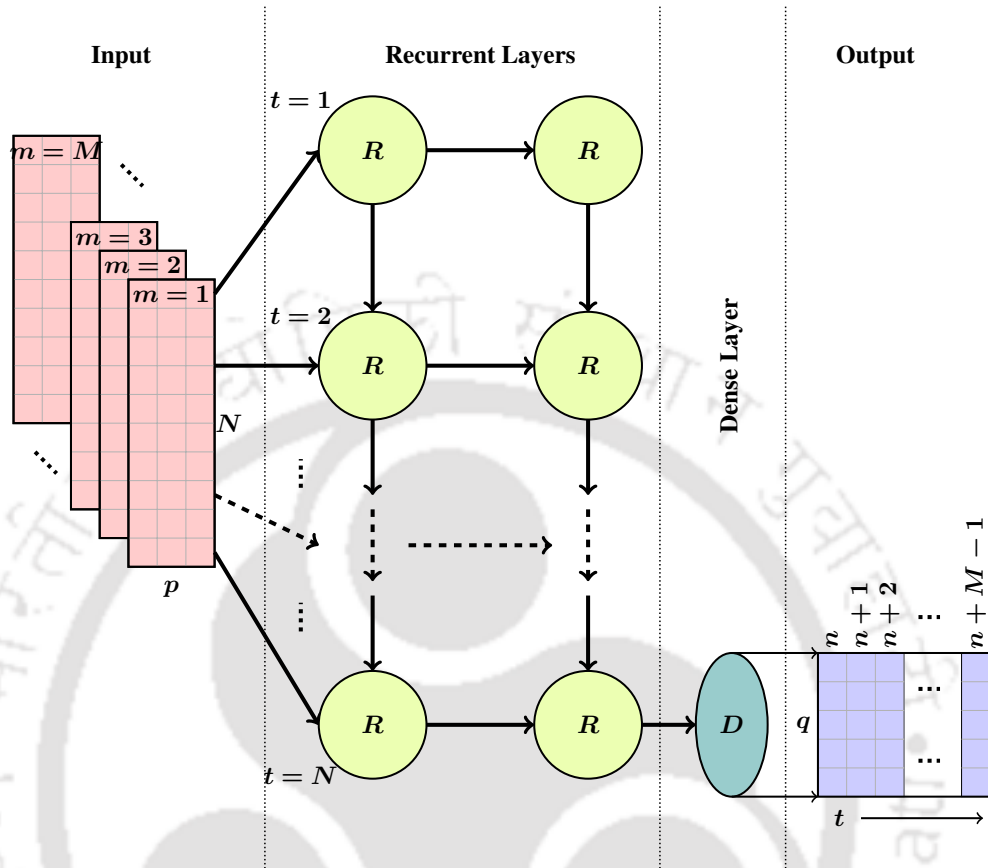 Input
Recurrent Layers
Output
t = 1
R
R
m = M
m = 3
m = 2
m = 1
t = 2
R
R
N
Dense Layer
p
n
n + 1
n + 2
...
n + M − 1
R
R
D
q
...
...
t = N
t